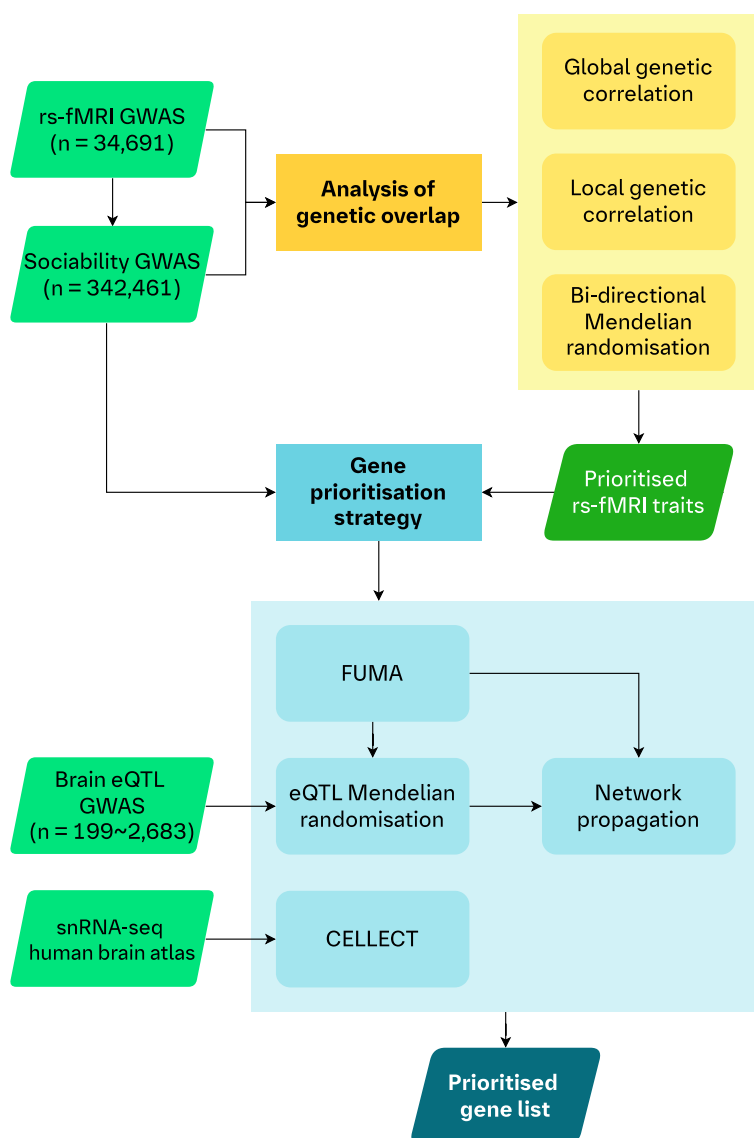 rs-fMRI GWAS
(n = 34,691)
Sociability GWAS
(n = 342,461)
Analysis of
genetic overlap
Global genetic
correlation
Local genetic
correlation
Bi-directional
Mendelian
randomisation
Gene
prioritisation
strategy
Prioritised
rs-fMRI traits
FUMA
Brain eQTL
GWAS
(n = 199~2,683)
eQTL Mendelian
randomisation
Network
propagation
snRNA-seq
human brain atlas
CELLECT
Prioritised
gene list